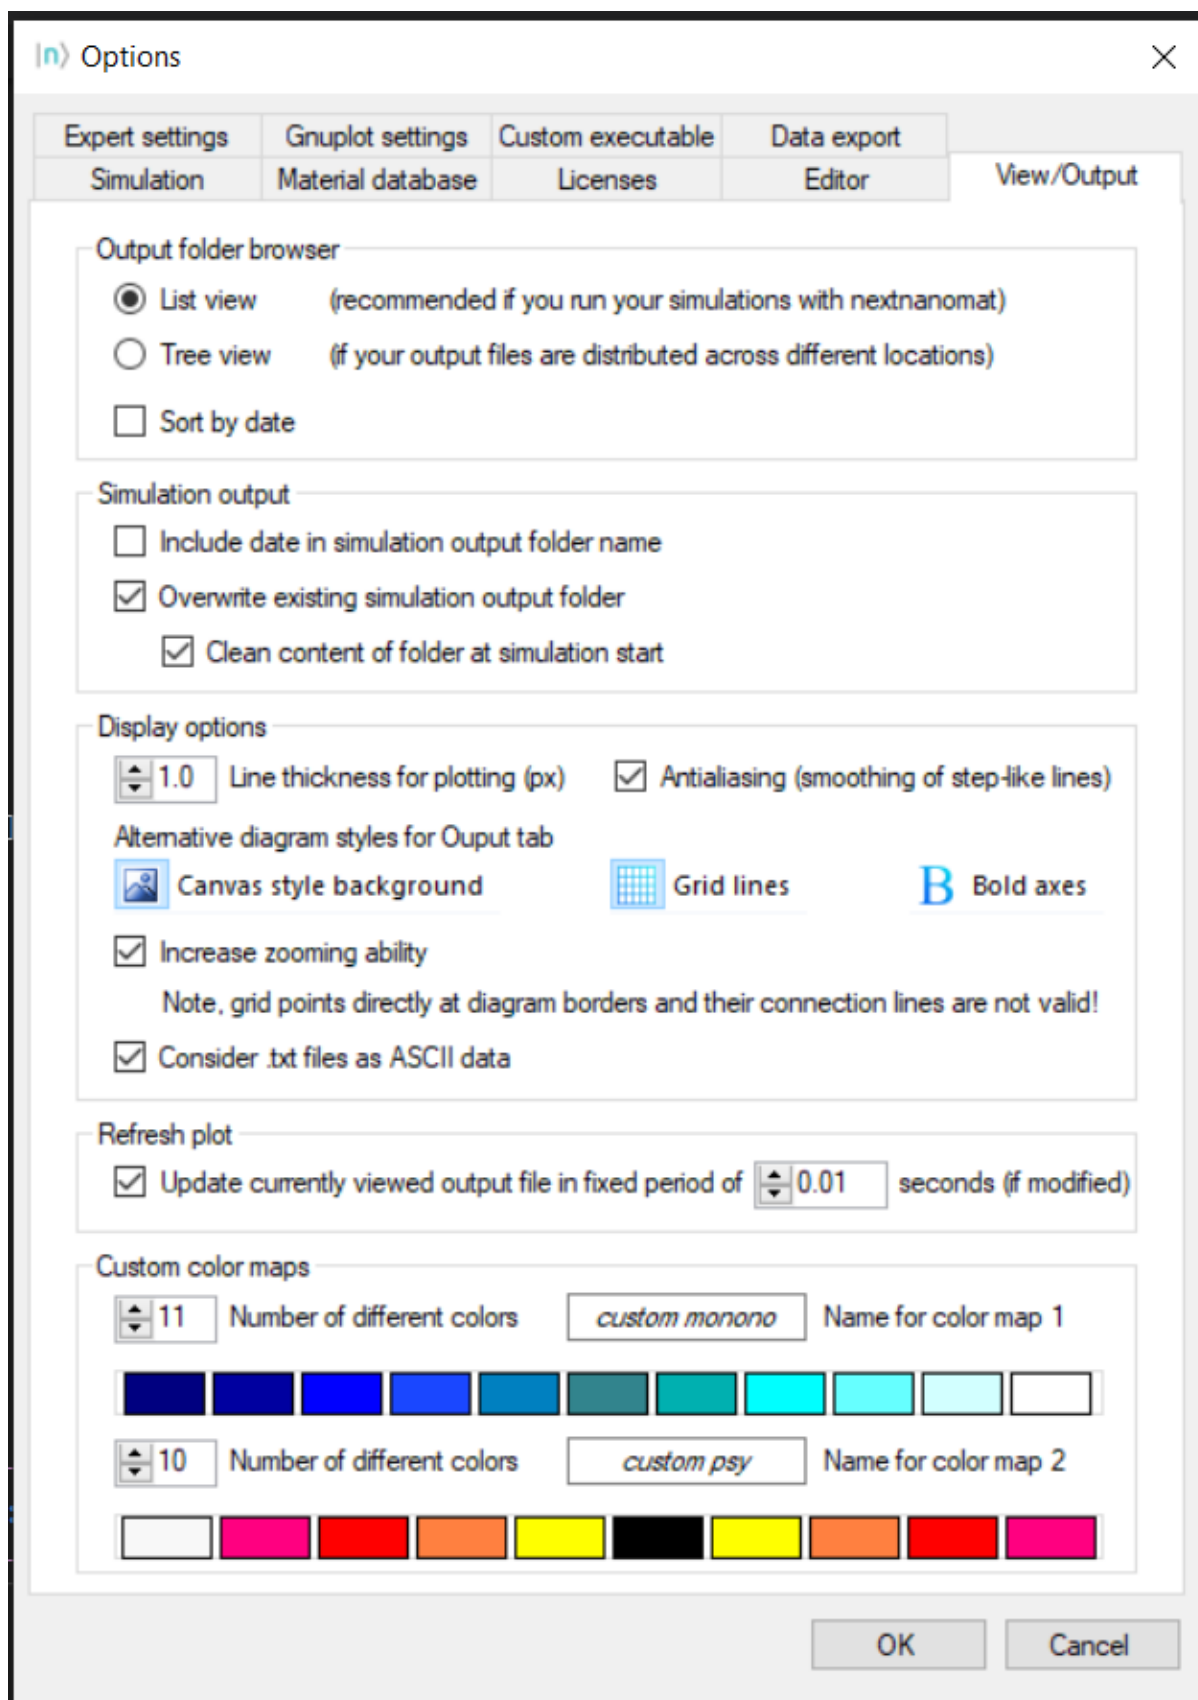 |n⟩ Options
Expert settings Gnuplot settings Custom executable Data export
Simulation Material database Licenses Editor View/Output
Output folder browser
List view (recommended if you run your simulations with nextnanomat)
Tree view (if your output files are distributed across different locations)
Sort by date
Simulation output
Include date in simulation output folder name
Overwrite existing simulation output folder
Clean content of folder at simulation start
Display options
1.0 Line thickness for plotting (px) Antialiasing (smoothing of step-like lines)
Alternative diagram styles for Ouput tab
Canvas style background Grid lines B Bold axes
Increase zooming ability
Note, grid points directly at diagram borders and their connection lines are not valid!
Consider .txt files as ASCII data
Refresh plot
Update currently viewed output file in fixed period of 0.01 seconds (if modified)
Custom color maps
11 Number of different colors custom monono Name for color map 1
10 Number of different colors custom psy Name for color map 2
OK Cancel